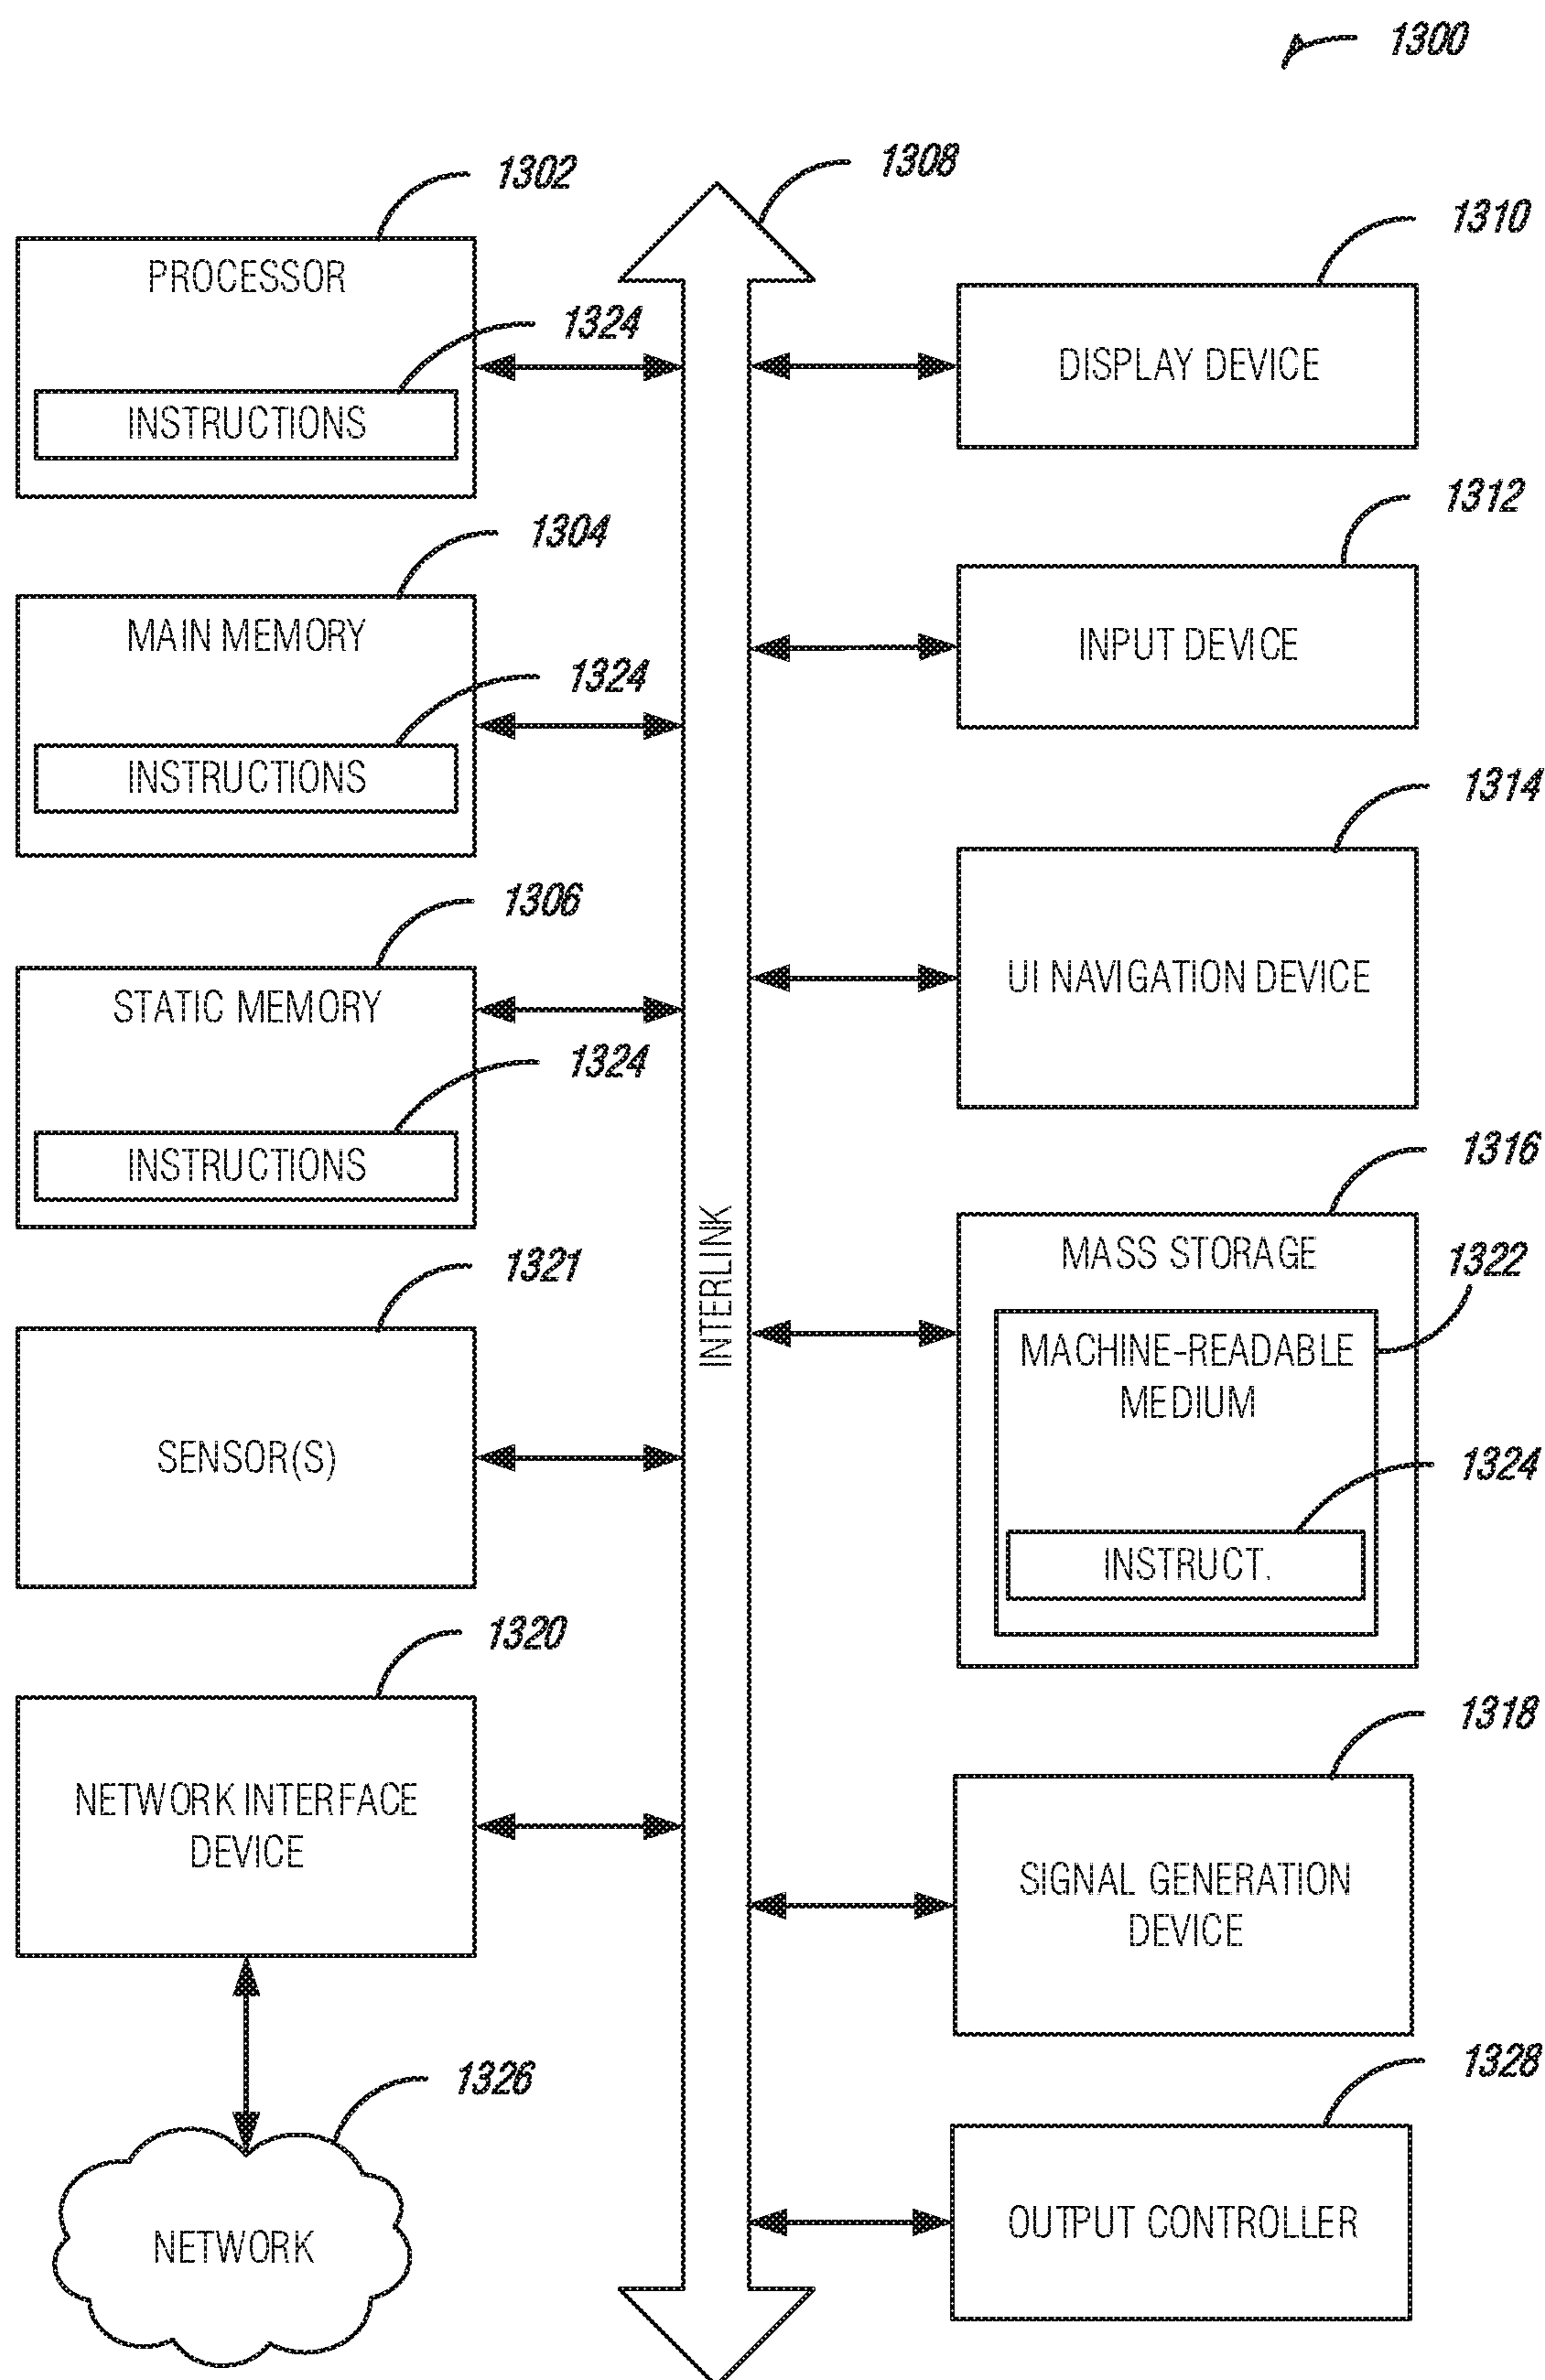 1300
1302
PROCESSOR
1324
INSTRUCTIONS
1304
MAIN MEMORY
1324
INSTRUCTIONS
1306
STATIC MEMORY
1324
INSTRUCTIONS
1321
SENSOR(S)
1320
NETWORK INTERFACE
DEVICE
1326
NETWORK
1308
INTERLINK
1310
DISPLAY DEVICE
1312
INPUT DEVICE
1314
UI NAVIGATION DEVICE
1316
MASS STORAGE
1322
MACHINE-READABLE
MEDIUM
1324
INSTRUCT.
1318
SIGNAL GENERATION
DEVICE
1328
OUTPUT CONTROLLER